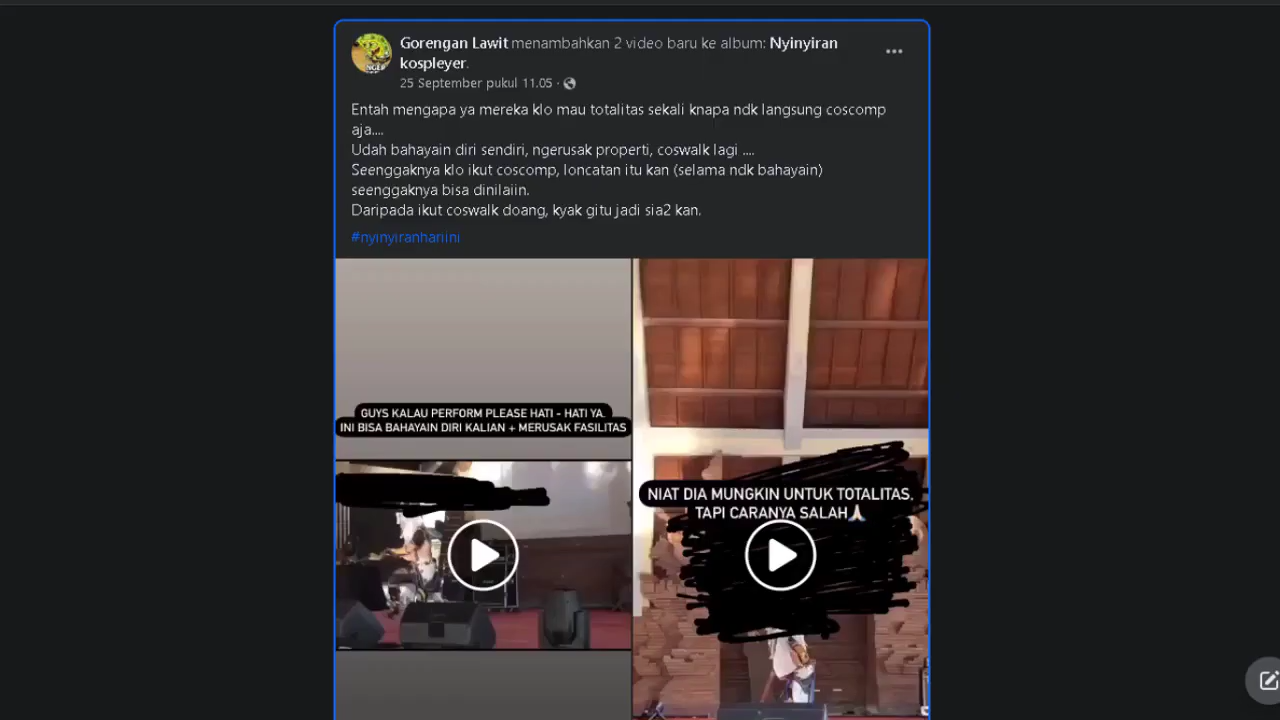 Gorengan Lawit menambahkan 2 video baru ke album: Nyinyiran
kospleyer.
25 September pukul 11.05 ·
Entah mengapa ya mereka klo mau totalitas sekali knapa ndk langsung coscomp
aja....
Udah bahayain diri sendiri, ngerusak properti, coswalk lagi ....
Seenggaknya klo ikut coscomp, loncatan itu kan (selama ndk bahayain)
seenggaknya bisa dinilaiin.
Daripada ikut coswalk doang, kyak gitu jadi sia2 kan.
#nyinyiranhariini
GUYS KALAU PERFORM PLEASE HATI - HATI YA.
INI BISA BAHAYAIN DIRI KALIAN + MERUSAK FASILITAS
NIAT DIA MUNGKIN UNTUK TOTALITAS.
TAPI CARANYA SALAH🙏